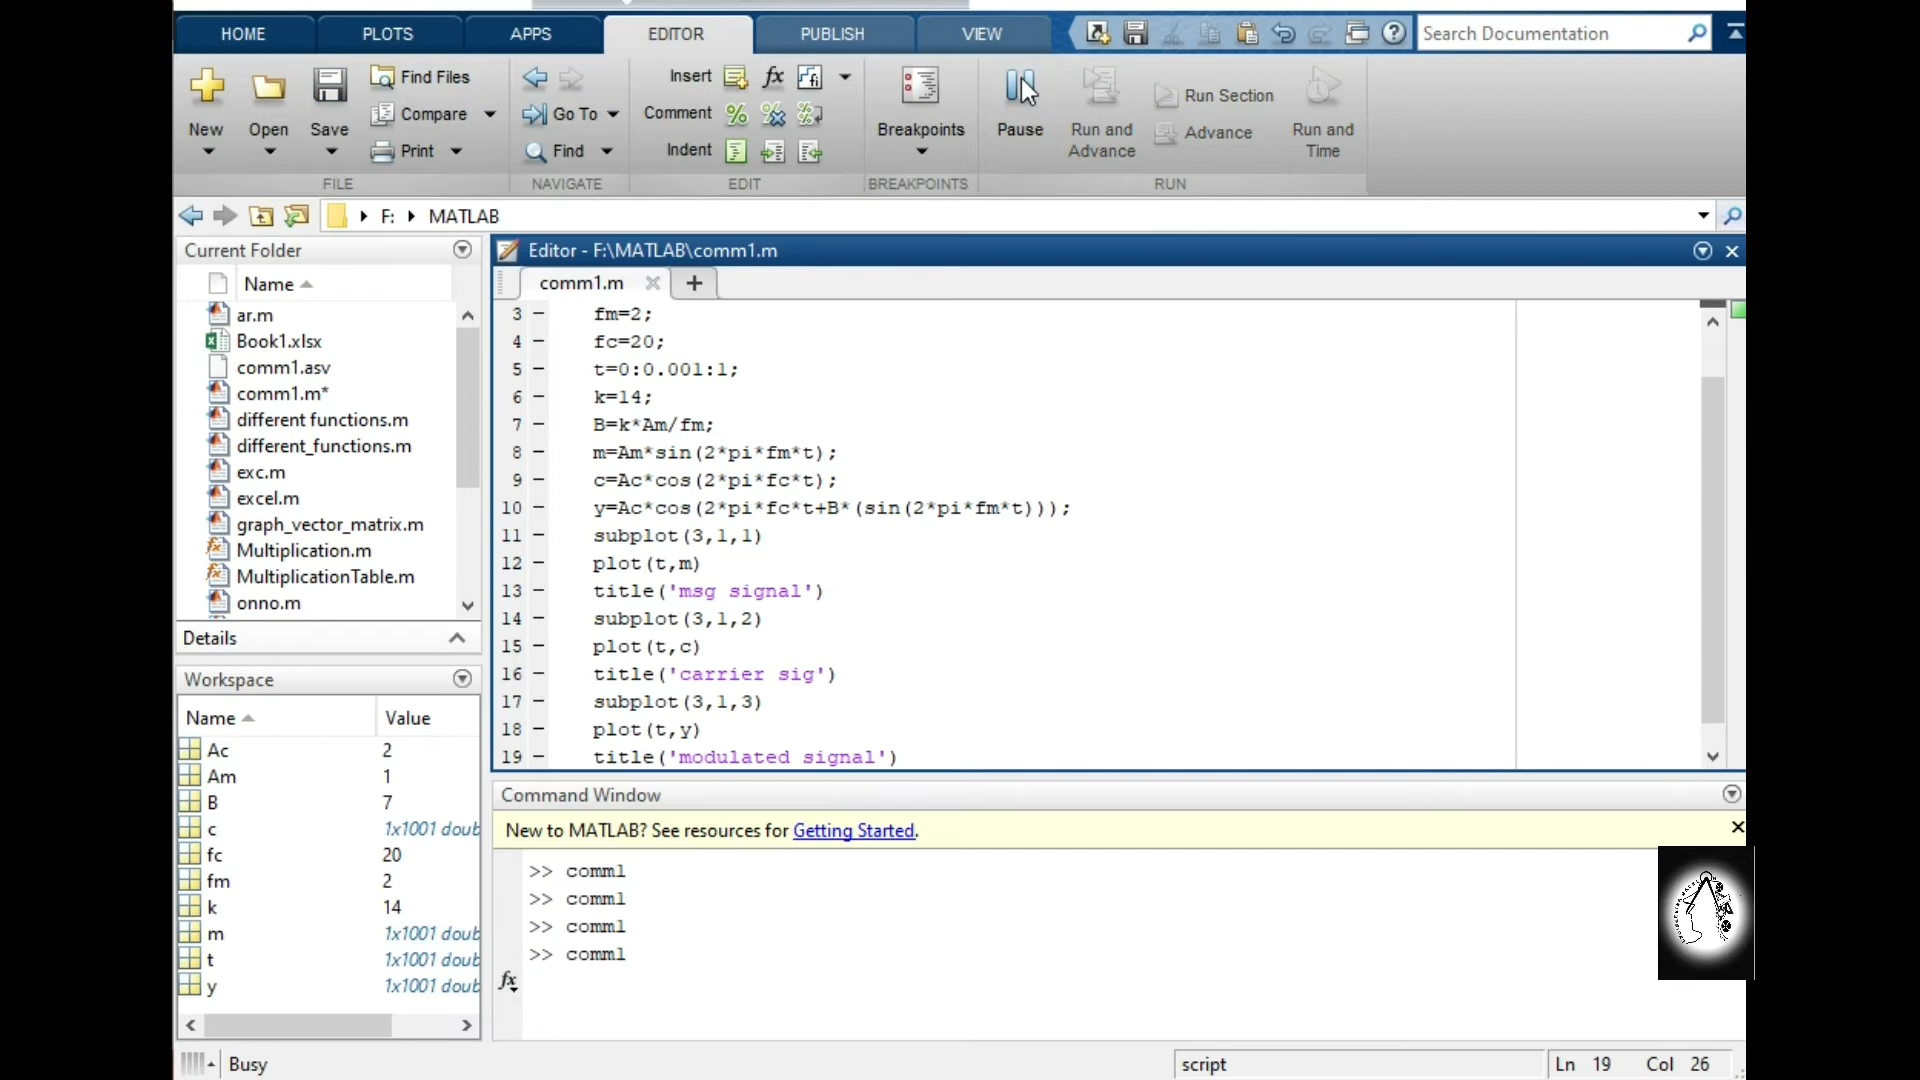 HOME PLOTS APPS EDITOR PUBLISH VIEW Search Documentation
Find Files Insert fx
New Open Save Compare Go To Comment Breakpoints Pause Run and Advance Run Section Advance Run and Time
Print Find Indent
FILE NAVIGATE EDIT BREAKPOINTS RUN
F: MATLAB
Current Folder
Name
ar.m
Book1.xlsx
comm1.asv
comm1.m*
different functions.m
different_functions.m
exc.m
excel.m
graph_vector_matrix.m
Multiplication.m
MultiplicationTable.m
onno.m
Details
Workspace
Name Value
Ac 2
Am 1
B 7
c 1x1001 doub
fc 20
fm 2
k 14
m 1x1001 doub
t 1x1001 doub
y 1x1001 doub
Editor - F:\MATLAB\comm1.m
comm1.m +
3 – fm=2;
4 – fc=20;
5 – t=0:0.001:1;
6 – k=14;
7 – B=k*Am/fm;
8 – m=Am*sin(2*pi*fm*t);
9 – c=Ac*cos(2*pi*fc*t);
10 – y=Ac*cos(2*pi*fc*t+B*(sin(2*pi*fm*t)));
11 – subplot(3,1,1)
12 – plot(t,m)
13 – title('msg signal')
14 – subplot(3,1,2)
15 – plot(t,c)
16 – title('carrier sig')
17 – subplot(3,1,3)
18 – plot(t,y)
19 – title('modulated signal')
Command Window
New to MATLAB? See resources for Getting Started.
>> comm1
>> comm1
>> comm1
>> comm1
fx
Busy script Ln 19 Col 26